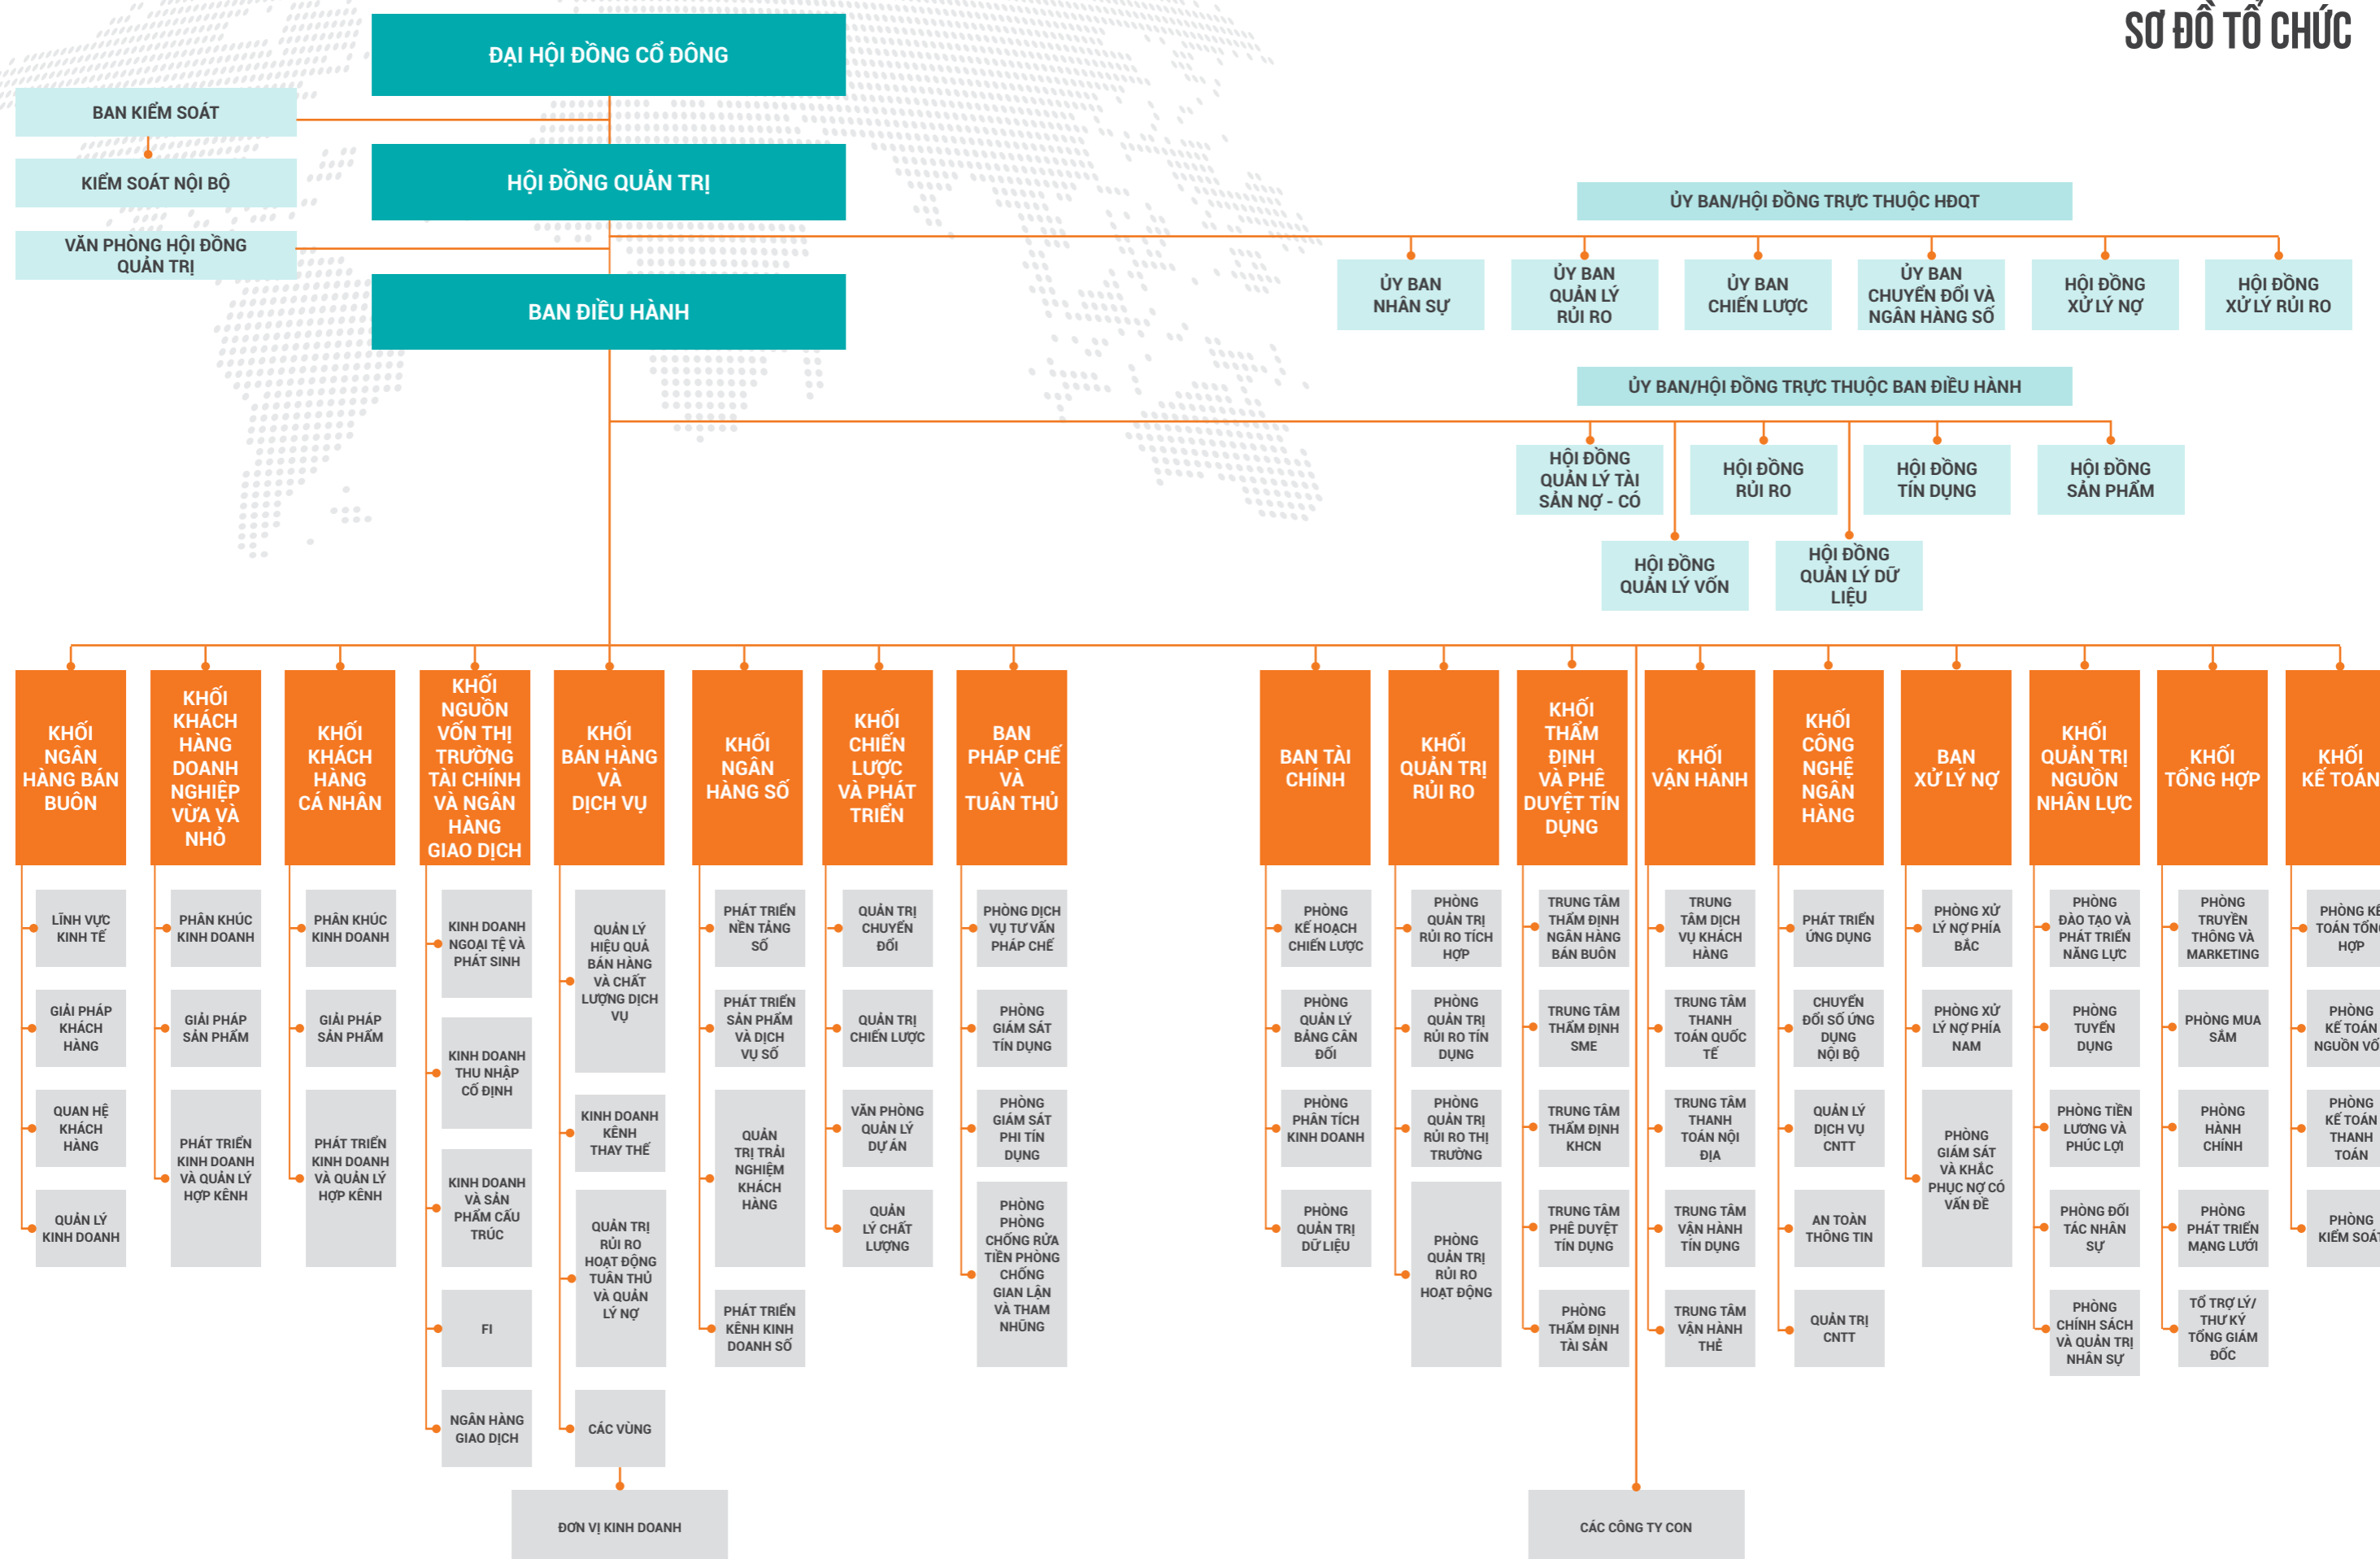 SƠ ĐỒ TỔ CHỨC
ĐẠI HỘI ĐỒNG CỔ ĐÔNG
BAN KIỂM SOÁT
KIỂM SOÁT NỘI BỘ
HỘI ĐỒNG QUẢN TRỊ
VĂN PHÒNG HỘI ĐỒNG
QUẢN TRỊ
BAN ĐIỀU HÀNH
ỦY BAN/HỘI ĐỒNG TRỰC THUỘC HĐQT
ỦY BAN
NHÂN SỰ
ỦY BAN
QUẢN LÝ
RỦI RO
ỦY BAN
CHIẾN LƯỢC
ỦY BAN
CHUYỂN ĐỔI VÀ
NGÂN HÀNG SỐ
HỘI ĐỒNG
XỬ LÝ NỢ
HỘI ĐỒNG
XỬ LÝ RỦI RO
ỦY BAN/HỘI ĐỒNG TRỰC THUỘC BAN ĐIỀU HÀNH
HỘI ĐỒNG
QUẢN LÝ TÀI
SẢN NỢ - CÓ
HỘI ĐỒNG
RỦI RO
HỘI ĐỒNG
TÍN DỤNG
HỘI ĐỒNG
SẢN PHẨM
HỘI ĐỒNG
QUẢN LÝ VỐN
HỘI ĐỒNG
QUẢN LÝ DỮ
LIỆU
KHỐI
NGÂN
HÀNG BÁN
BUÔN
LĨNH VỰC
KINH TẾ
GIẢI PHÁP
KHÁCH
HÀNG
QUAN HỆ
KHÁCH
HÀNG
QUẢN LÝ
KINH DOANH
KHỐI
KHÁCH
HÀNG
DOANH
NGHIỆP
VỪA VÀ
NHỎ
PHÂN KHÚC
KINH DOANH
GIẢI PHÁP
SẢN PHẨM
PHÁT TRIỂN
KINH DOANH
VÀ QUẢN LÝ
HỢP KÊNH
KHỐI
KHÁCH
HÀNG
CÁ NHÂN
PHÂN KHÚC
KINH DOANH
GIẢI PHÁP
SẢN PHẨM
PHÁT TRIỂN
KINH DOANH
VÀ QUẢN LÝ
HỢP KÊNH
KHỐI
NGUỒN
VỐN THỊ
TRƯỜNG
TÀI CHÍNH
VÀ NGÂN
HÀNG
GIAO DỊCH
KINH DOANH
NGOẠI TỆ VÀ
PHÁT SINH
KINH DOANH
THU NHẬP
CỐ ĐỊNH
KINH DOANH
VÀ SẢN
PHẨM CẤU
TRÚC
FI
NGÂN HÀNG
GIAO DỊCH
KHỐI
BÁN HÀNG
VÀ
DỊCH VỤ
QUẢN LÝ
HIỆU QUẢ
BÁN HÀNG
VÀ CHẤT
LƯỢNG DỊCH
VỤ
KINH DOANH
KÊNH
THAY THẾ
QUẢN TRỊ
RỦI RO
HOẠT ĐỘNG
TUÂN THỦ
VÀ QUẢN
LÝ NỢ
CÁC VÙNG
ĐƠN VỊ KINH DOANH
KHỐI
NGÂN
HÀNG SỐ
PHÁT TRIỂN
NỀN TẢNG
SỐ
PHÁT TRIỂN
SẢN PHẨM
VÀ DỊCH
VỤ SỐ
QUẢN
TRỊ TRẢI
NGHIỆM
KHÁCH
HÀNG
PHÁT TRIỂN
KÊNH KINH
DOANH SỐ
KHỐI
CHIẾN
LƯỢC
VÀ PHÁT
TRIỂN
QUẢN TRỊ
CHUYỂN
ĐỔI
QUẢN TRỊ
CHIẾN LƯỢC
VĂN PHÒNG
QUẢN LÝ
DỰ ÁN
QUẢN
LÝ CHẤT
LƯỢNG
BAN
PHÁP CHẾ
VÀ
TUÂN THỦ
PHÒNG DỊCH
VỤ TƯ VẤN
PHÁP CHẾ
PHÒNG
GIÁM SÁT
TÍN DỤNG
PHÒNG
GIÁM SÁT
PHI TÍN
DỤNG
PHÒNG
PHÒNG
CHỐNG RỬA
TIỀN PHÒNG
CHỐNG
GIAN LẬN
VÀ THAM
NHŨNG
BAN TÀI
CHÍNH
PHÒNG
KẾ HOẠCH
CHIẾN LƯỢC
PHÒNG
QUẢN LÝ
BẢNG CÂN
ĐỐI
PHÒNG
PHÂN TÍCH
KINH DOANH
PHÒNG
QUẢN TRỊ
DỮ LIỆU
KHỐI
QUẢN TRỊ
RỦI RO
PHÒNG
QUẢN TRỊ
RỦI RO TÍCH
HỢP
PHÒNG
QUẢN TRỊ
RỦI RO TÍN
DỤNG
PHÒNG
QUẢN TRỊ
RỦI RO THỊ
TRƯỜNG
PHÒNG
QUẢN TRỊ
RỦI RO
HOẠT ĐỘNG
KHỐI
THẨM
ĐỊNH
VÀ PHÊ
DUYỆT TÍN
DỤNG
TRUNG TÂM
THẨM ĐỊNH
NGÂN HÀNG
BÁN BUÔN
TRUNG TÂM
THẨM ĐỊNH
SME
TRUNG TÂM
THẨM ĐỊNH
KHCN
TRUNG TÂM
PHÊ DUYỆT
TÍN DỤNG
PHÒNG
THẨM ĐỊNH
TÀI SẢN
CÁC CÔNG TY CON
KHỐI
VẬN HÀNH
TRUNG
TÂM DỊCH
VỤ KHÁCH
HÀNG
TRUNG TÂM
THANH
TOÁN QUỐC
TẾ
TRUNG TÂM
THANH
TOÁN NỘI
ĐỊA
TRUNG TÂM
VẬN HÀNH
TÍN DỤNG
TRUNG TÂM
VẬN HÀNH
THẺ
KHỐI
CÔNG
NGHỆ
NGÂN
HÀNG
PHÁT TRIỂN
ỨNG DỤNG
CHUYỂN
ĐỔI SỐ ỨNG
DỤNG
NỘI BỘ
QUẢN LÝ
DỊCH VỤ
CNTT
AN TOÀN
THÔNG TIN
QUẢN TRỊ
CNTT
BAN
XỬ LÝ NỢ
PHÒNG XỬ
LÝ NỢ PHÍA
BẮC
PHÒNG XỬ
LÝ NỢ PHÍA
NAM
PHÒNG
GIÁM SÁT
VÀ KHẮC
PHỤC NỢ CÓ
VẤN ĐỀ
KHỐI
QUẢN TRỊ
NGUỒN
NHÂN LỰC
PHÒNG
ĐÀO TẠO VÀ
PHÁT TRIỂN
NĂNG LỰC
PHÒNG
TUYỂN
DỤNG
PHÒNG TIỀN
LƯƠNG VÀ
PHÚC LỢI
PHÒNG ĐỐI
TÁC NHÂN
SỰ
PHÒNG
CHÍNH SÁCH
VÀ QUẢN TRỊ
NHÂN SỰ
KHỐI
TỔNG HỢP
PHÒNG
TRUYỀN
THÔNG VÀ
MARKETING
PHÒNG MUA
SẮM
PHÒNG
HÀNH
CHÍNH
PHÒNG
PHÁT TRIỂN
MẠNG LƯỚI
TỔ TRỢ LÝ/
THƯ KÝ
TỔNG GIÁM
ĐỐC
KHỐI
KẾ TOÁN
PHÒNG KẾ
TOÁN TỔNG
HỢP
PHÒNG
KẾ TOÁN
NGUỒN VỐN
PHÒNG
KẾ TOÁN
THANH
TOÁN
PHÒNG
KIỂM SOÁT